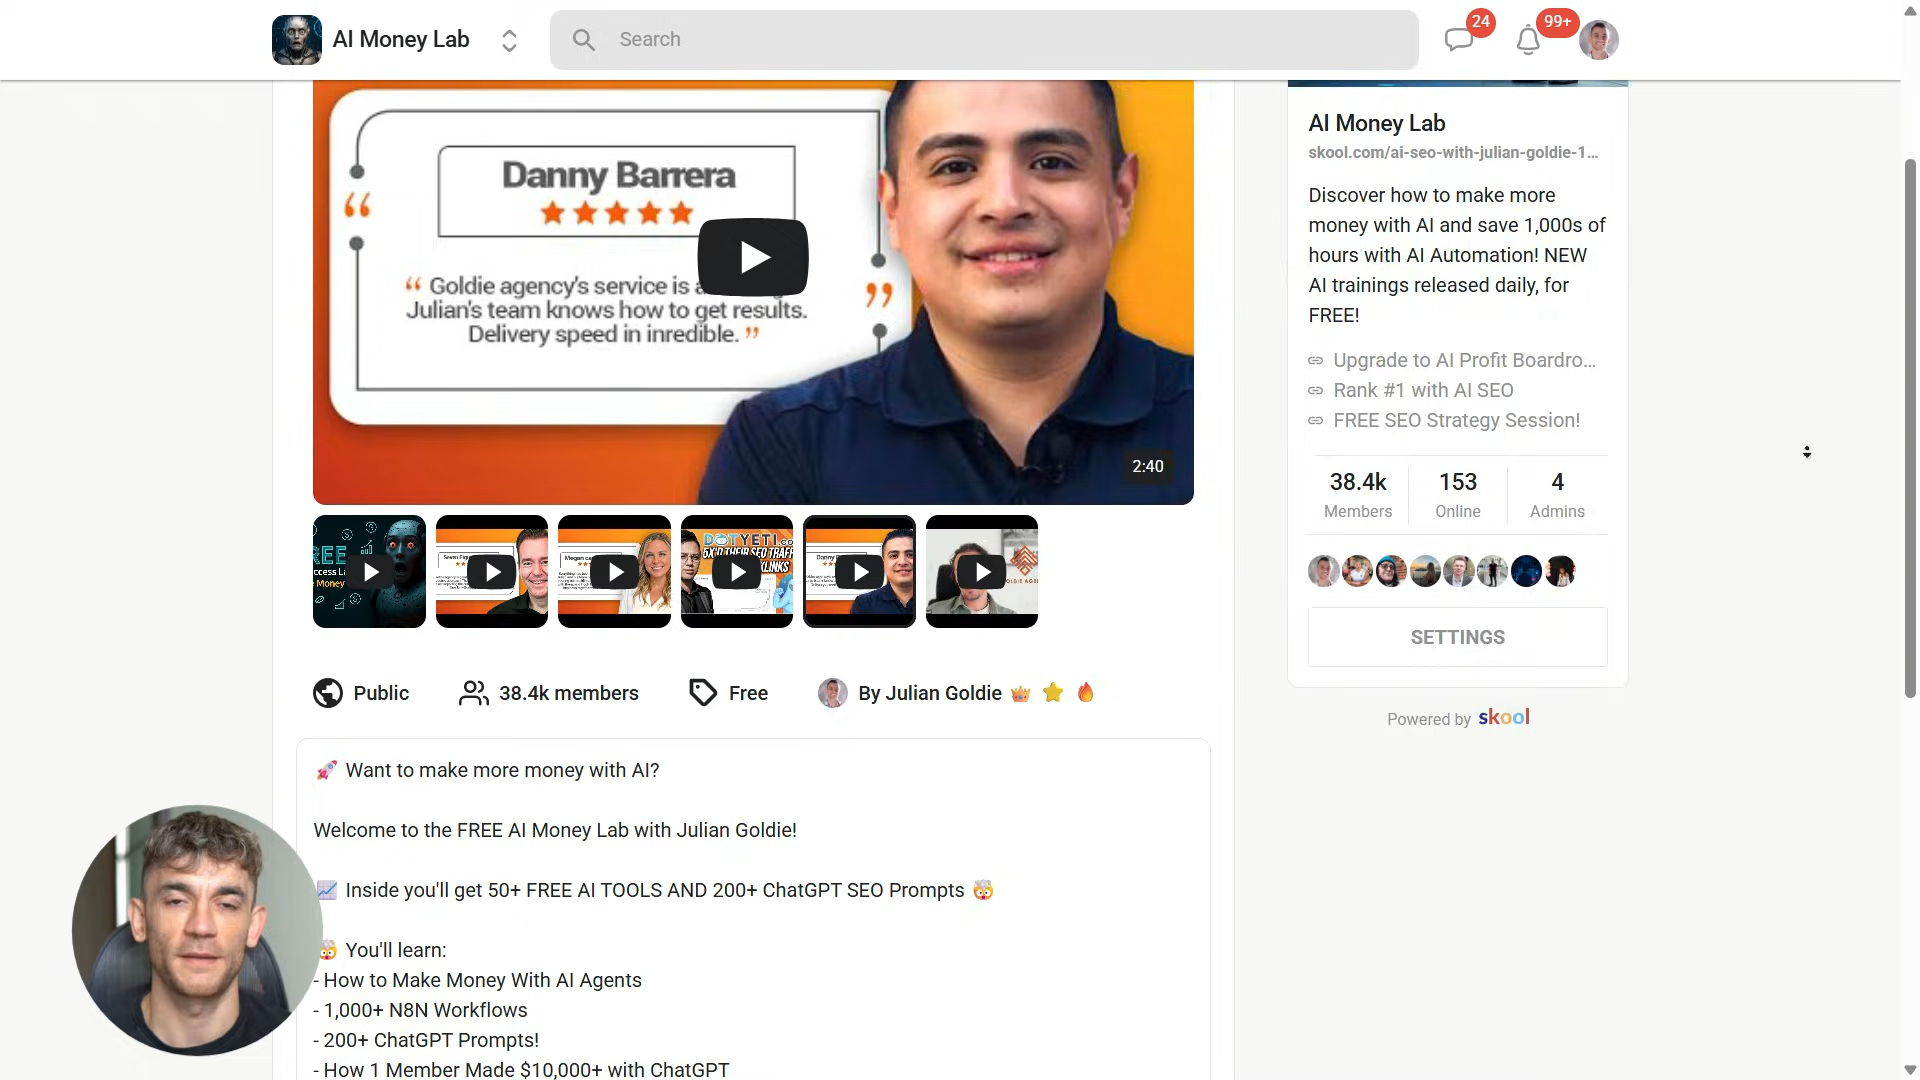 AI Money Lab
Search
24
99+
Danny Barrera
“ Goldie agency's service is a
Julian's team knows how to get results.
Delivery speed in inredible. ”
2:40
Public
38.4k members
Free
By Julian Goldie
🚀 Want to make more money with AI?
Welcome to the FREE AI Money Lab with Julian Goldie!
📈 Inside you'll get 50+ FREE AI TOOLS AND 200+ ChatGPT SEO Prompts 🤯
🤯 You'll learn:
- How to Make Money With AI Agents
- 1,000+ N8N Workflows
- 200+ ChatGPT Prompts!
- How 1 Member Made $10,000+ with ChatGPT
AI Money Lab
skool.com/ai-seo-with-julian-goldie-1...
Discover how to make more
money with AI and save 1,000s of
hours with AI Automation! NEW
AI trainings released daily, for
FREE!
Upgrade to AI Profit Boardro...
Rank #1 with AI SEO
FREE SEO Strategy Session!
38.4k
Members
153
Online
4
Admins
SETTINGS
Powered by skool